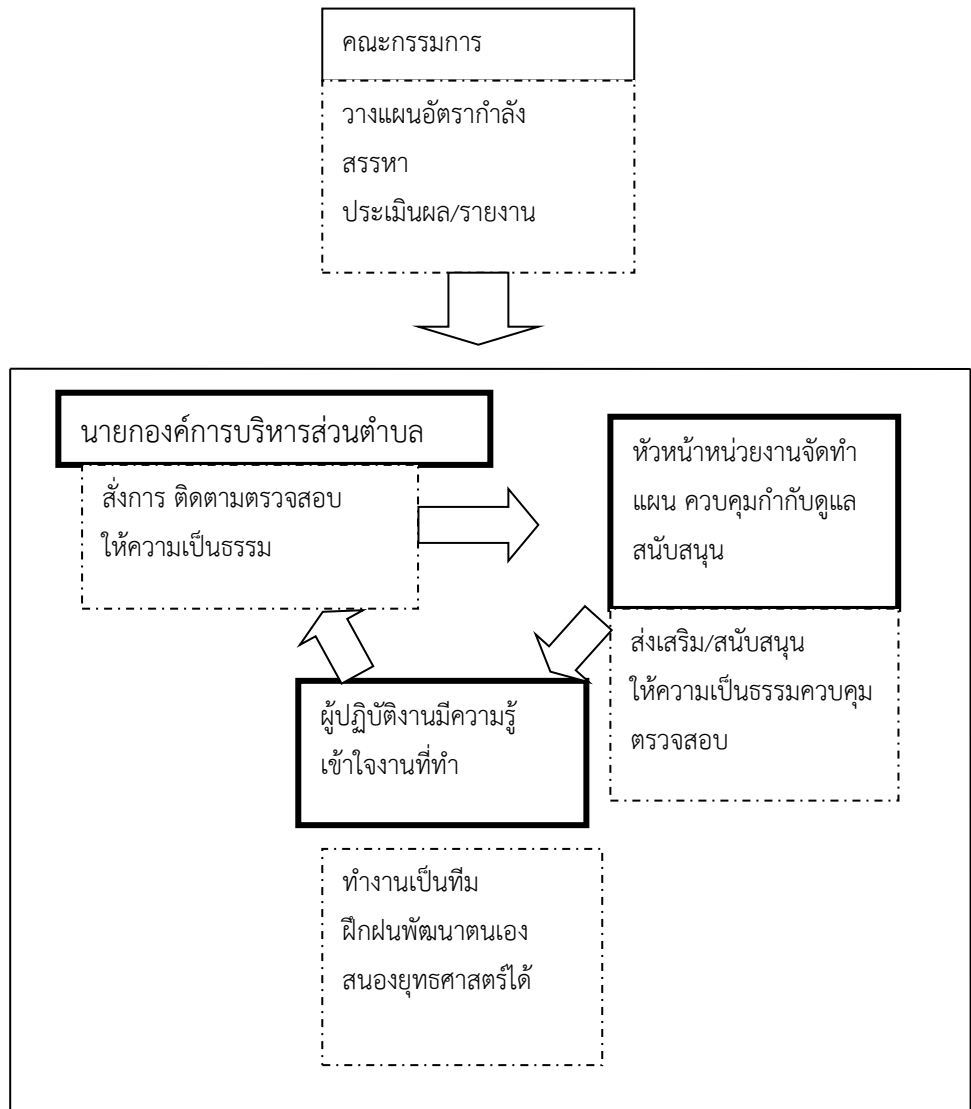 คณะกรรมการ
วางแผนอัตรากำลัง
สรรหา
ประเมินผล/รายงาน
นายกองค์การบริหารส่วนตำบล
สั่งการ ติดตามตรวจสอบ
ให้ความเป็นธรรม
หัวหน้าหน่วยงานจัดทำ
แผน ควบคุมกำกับดูแล
สนับสนุน
ส่งเสริม/สนับสนุน
ให้ความเป็นธรรมควบคุม
ตรวจสอบ
ผู้ปฏิบัติงานมีความรู้
เข้าใจงานที่ทำ
ทำงานเป็นทีม
ฝึกฝนพัฒนาตนเอง
สนองยุทธศาสตร์ได้